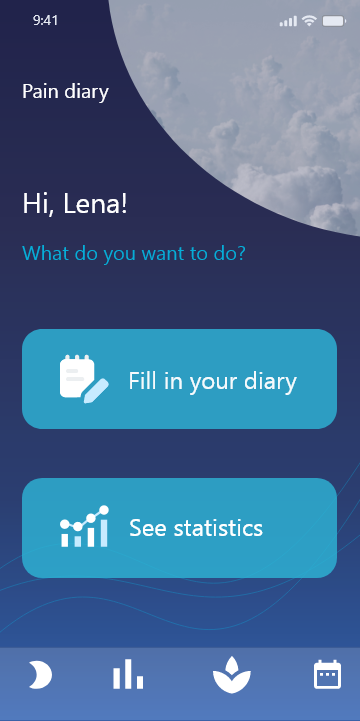 9:41
Pain diary
Hi, Lena!
What do you want to do?
Fill in your diary
See statistics